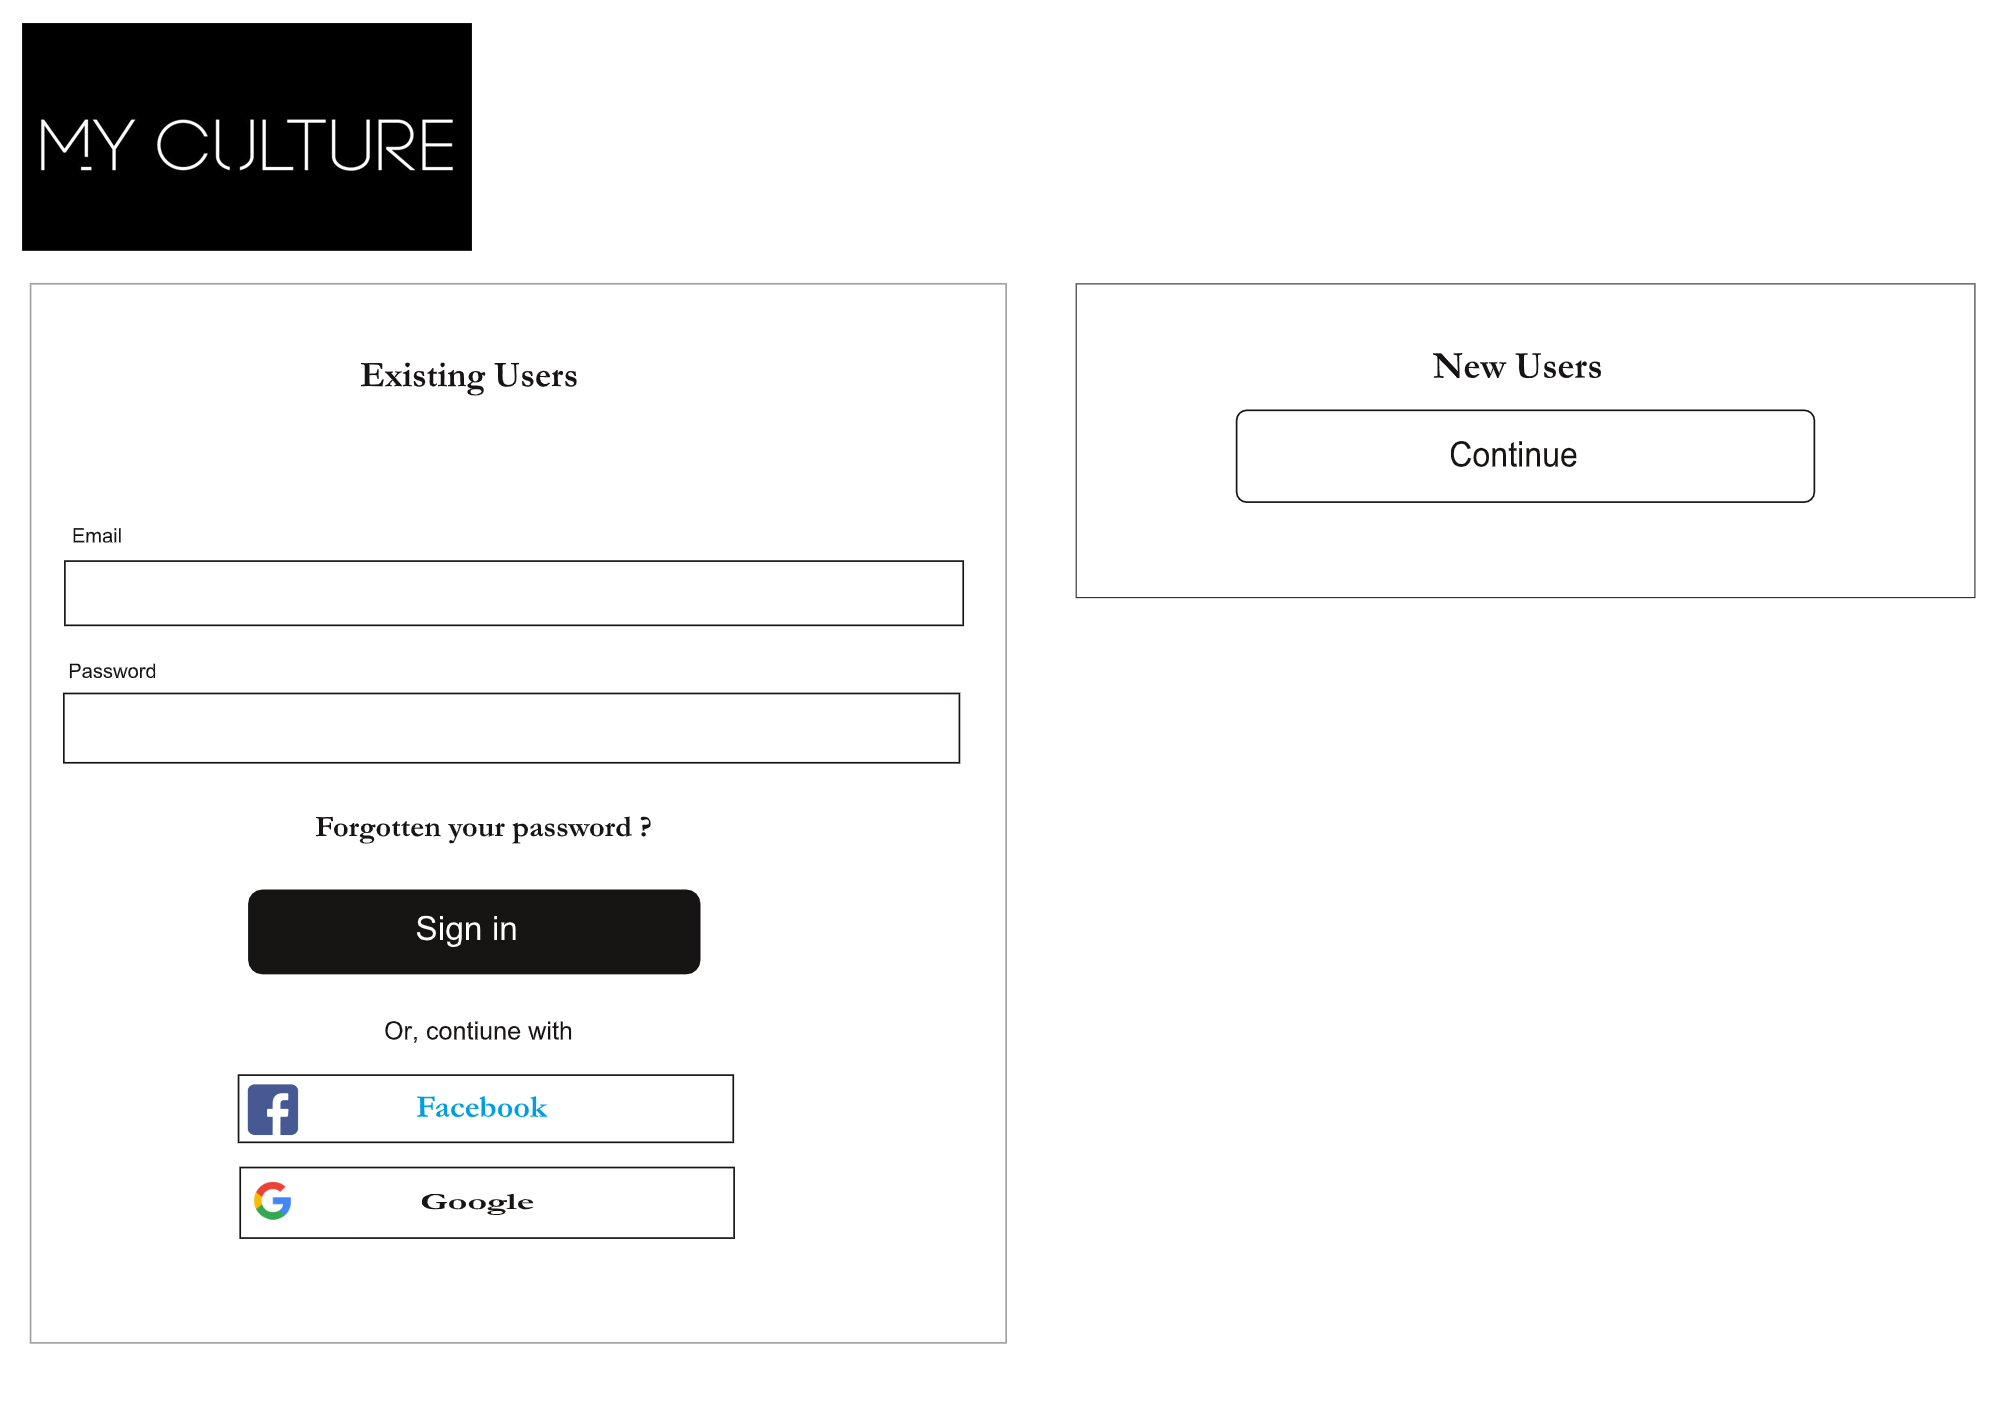 MY CULTURE
Existing Users
Email
Password
Forgotten your password ?
Sign in
Or, contiune with
Facebook
Google
New Users
Continue